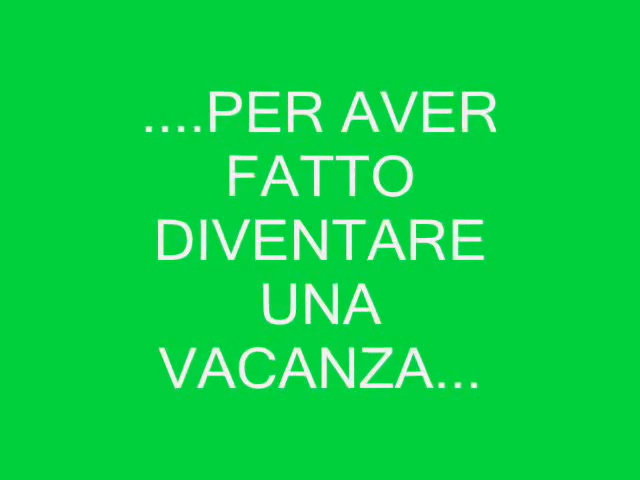 ....PER AVER
FATTO
DIVENTARE
UNA
VACANZA...